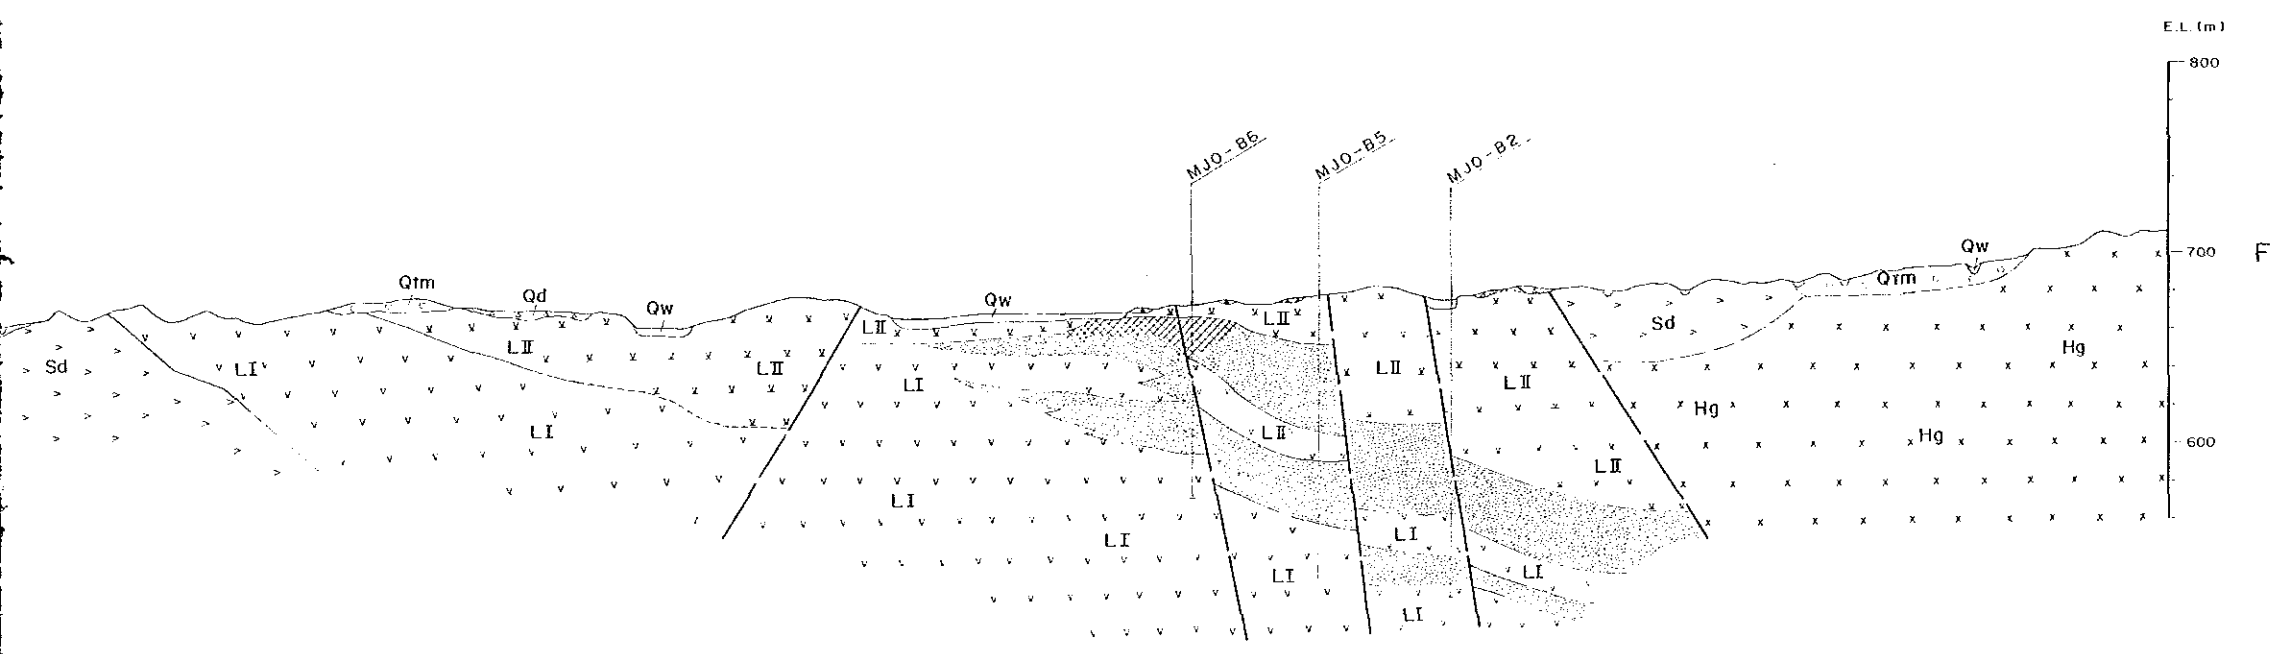 E.L. (m)
800
MJO-B6
MJO-B5
MJO-B2
700
F
Qtm
Qd
Qw
Qw
Qw
Qtm
LII
LII
Sd
LII
LII
Hg
Sd
LI
LI
LII
LII
Hg
LI
LII
Hg
600
LII
LI
LI
LI
LI
LI
LI